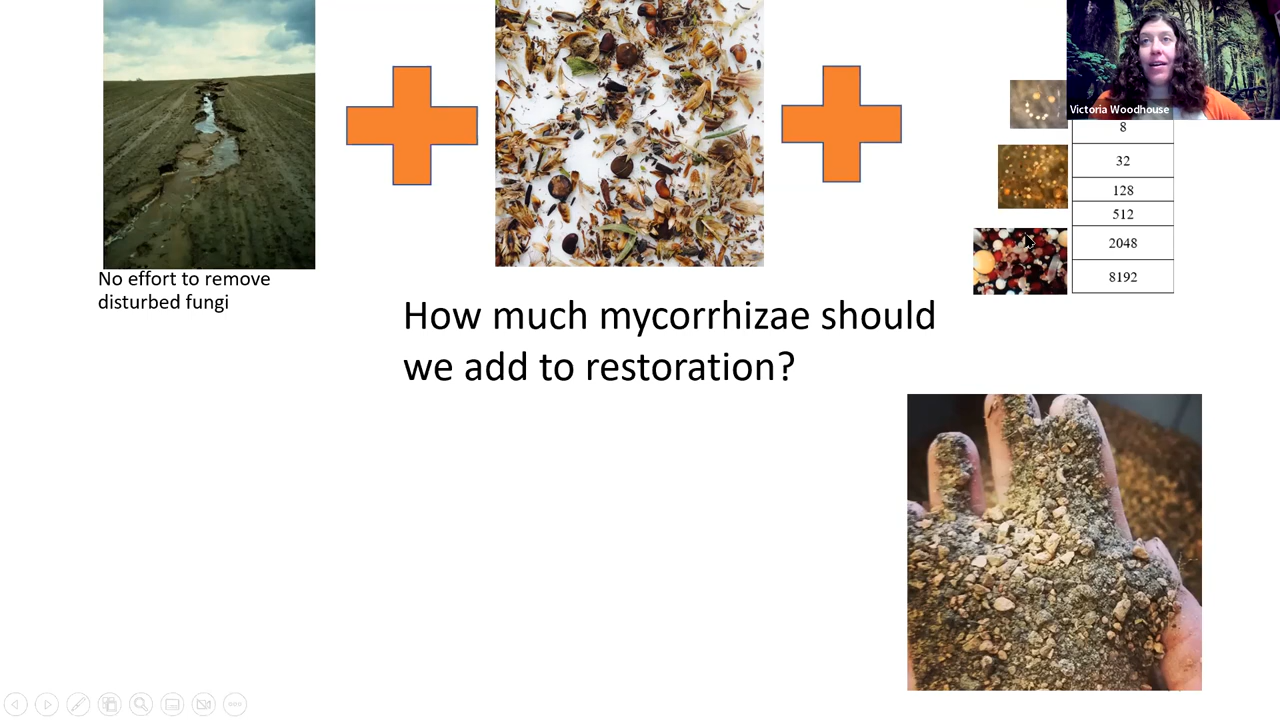 Victoria Woodhouse
8
32
128
512
2048
8192
No effort to remove
disturbed fungi
How much mycorrhizae should
we add to restoration?